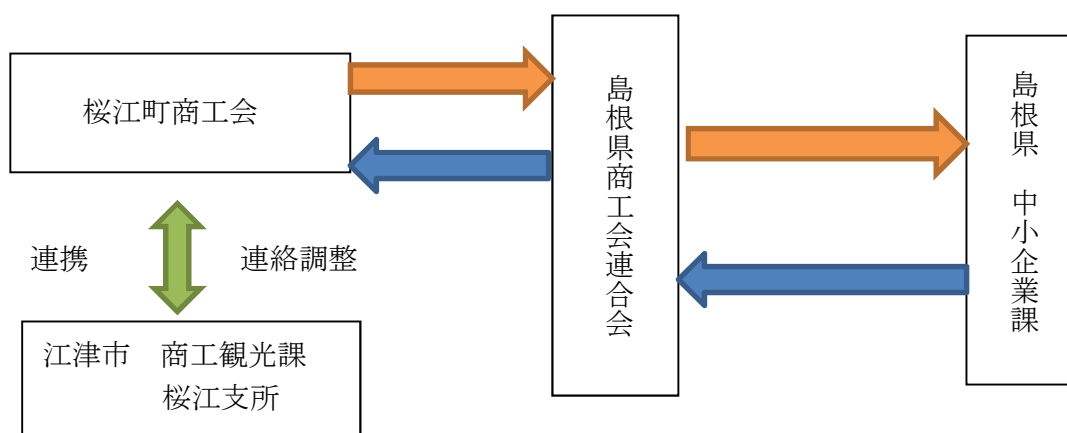 桜江町商工会
島根県商工会連合会
島根県　中小企業課
連携　連絡調整
江津市　商工観光課
桜江支所